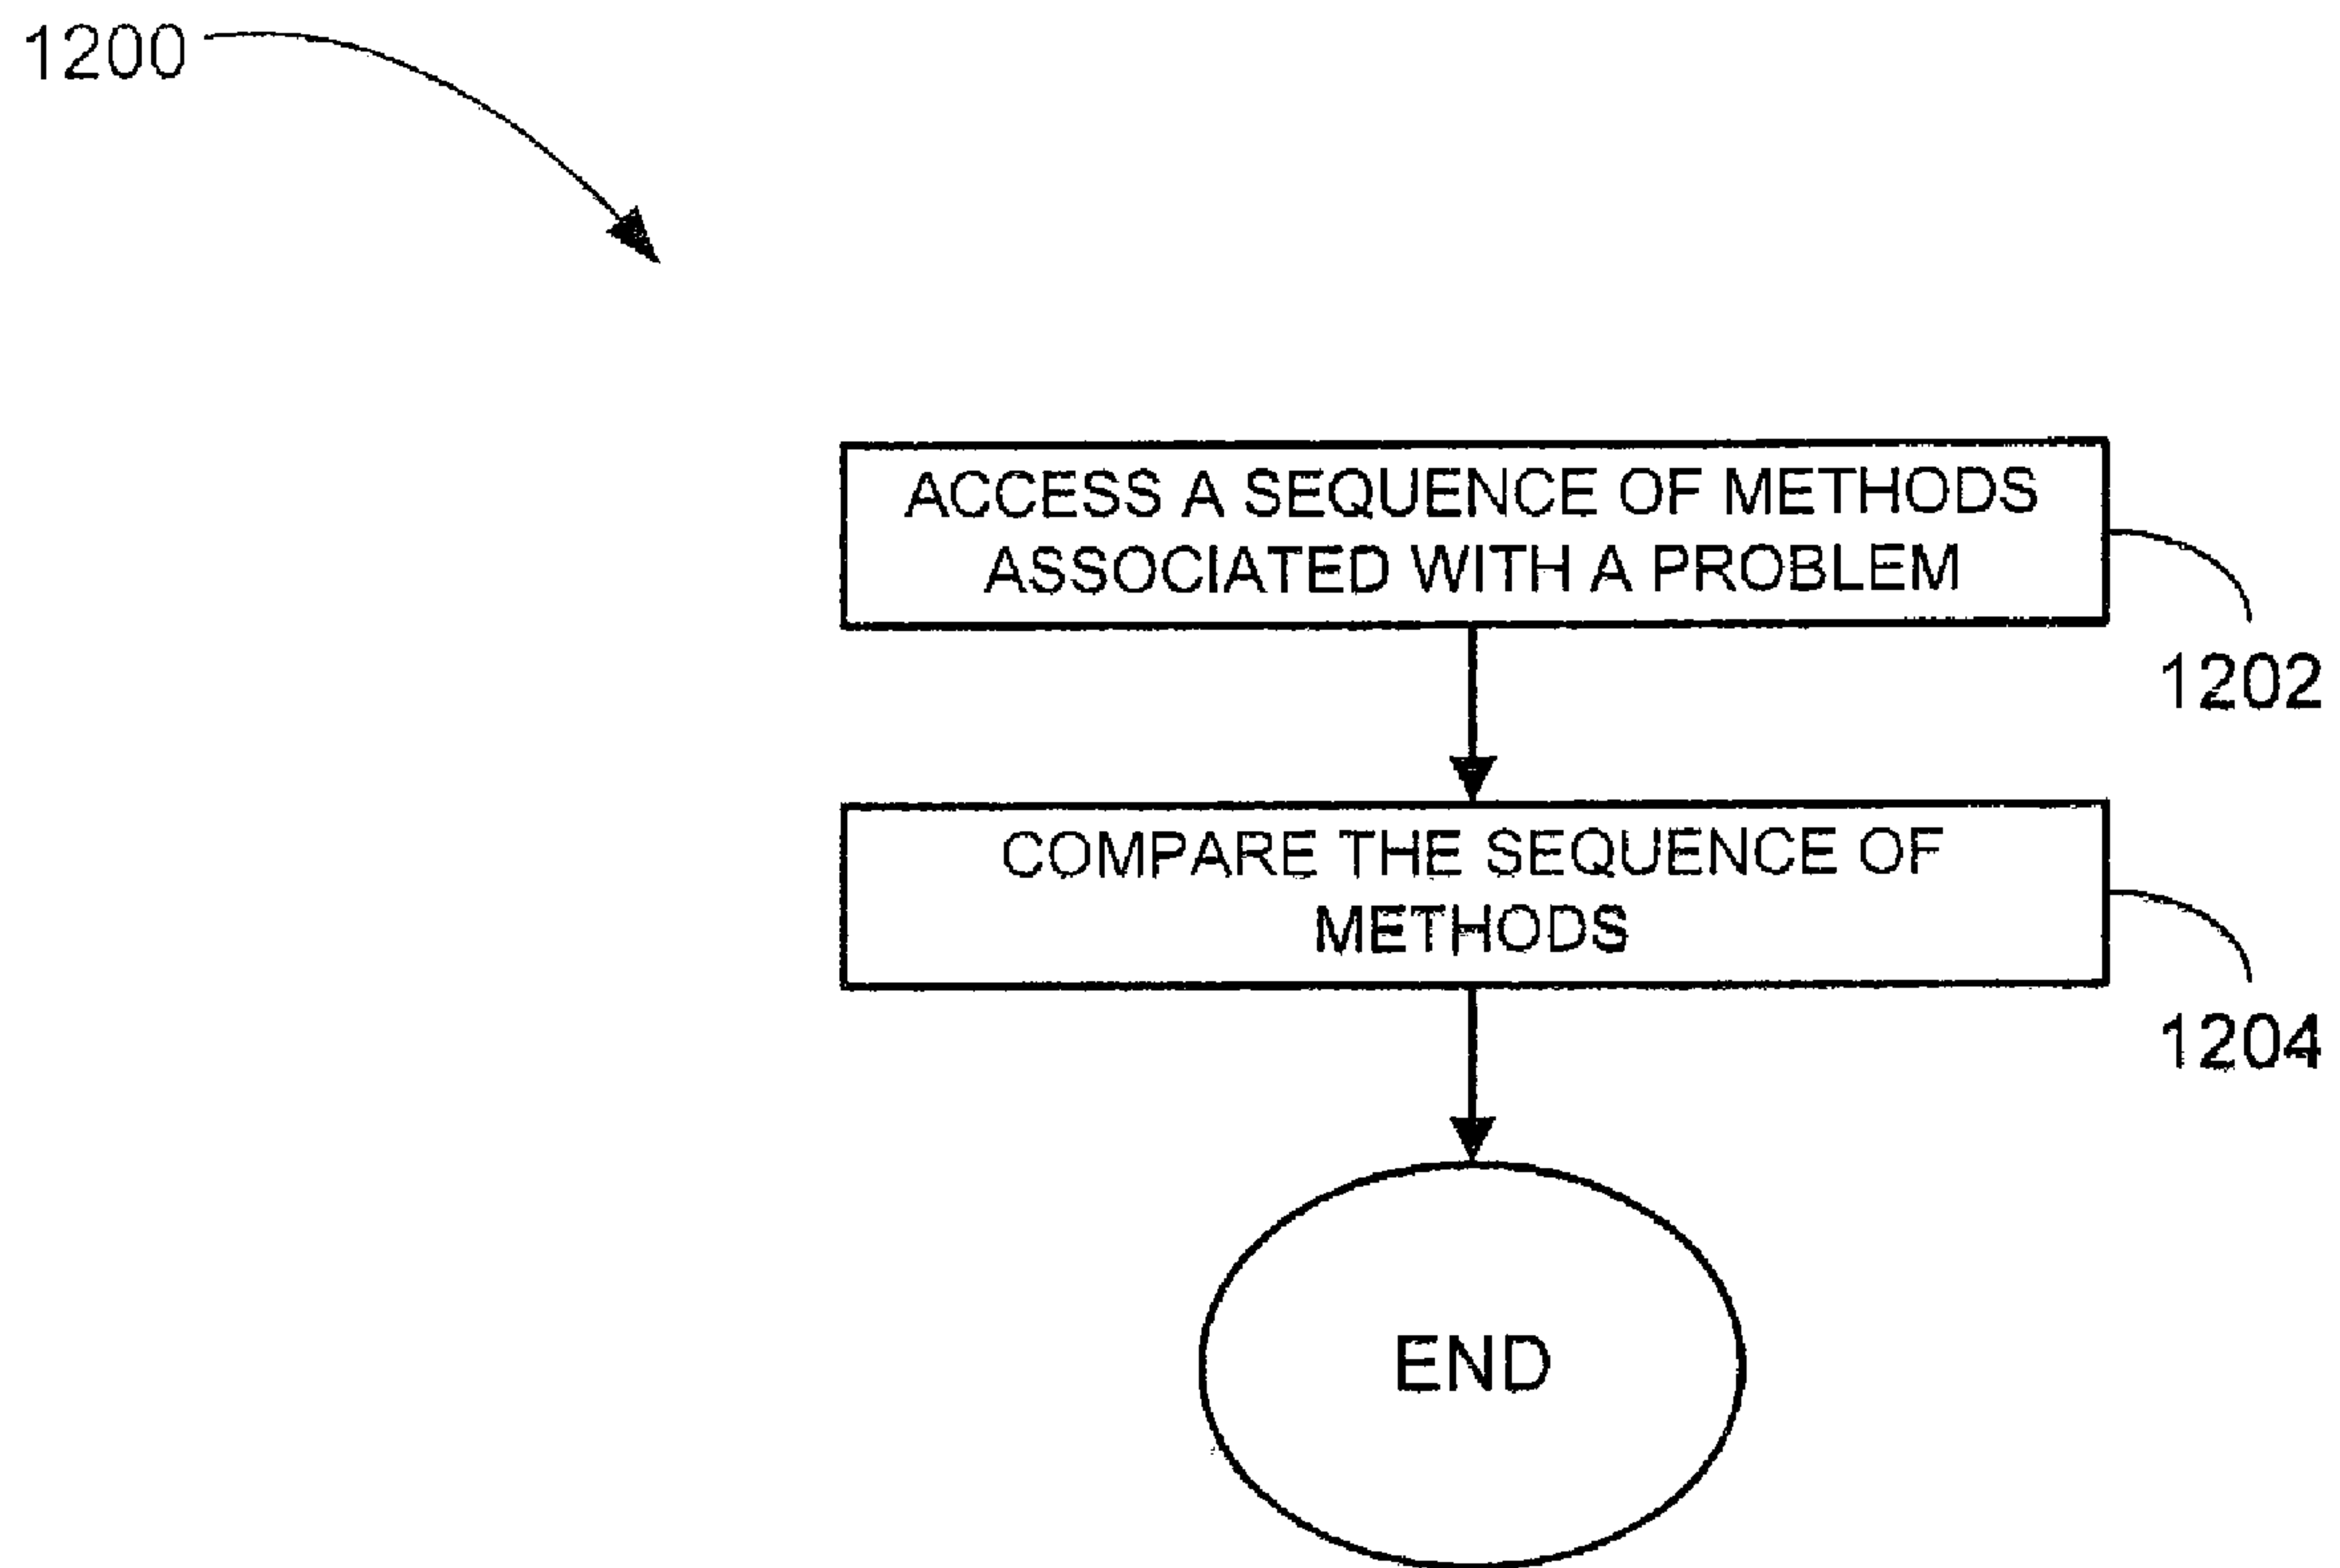 1200
ACCESS A SEQUENCE OF METHODS
ASSOCIATED WITH A PROBLEM
1202
COMPARE THE SEQUENCE OF
METHODS
1204
END